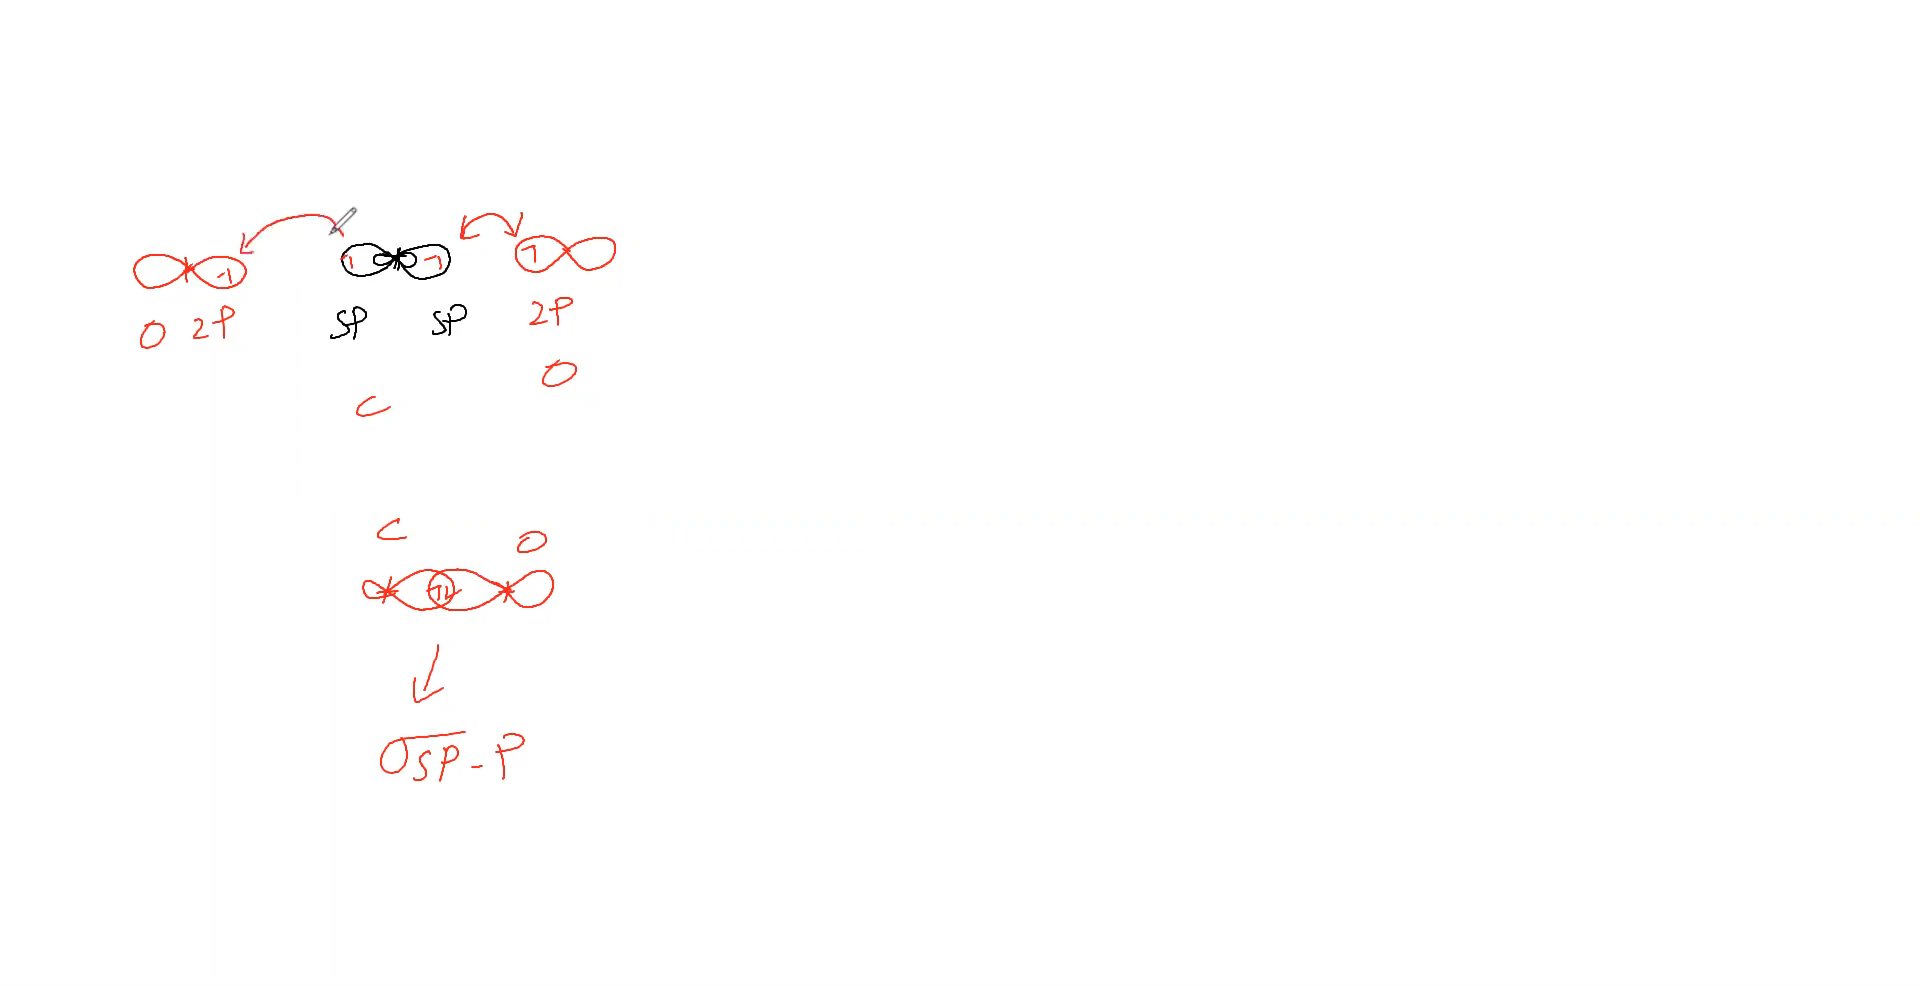 O 2P SP SP 2P
O
C
C O
σsp-p